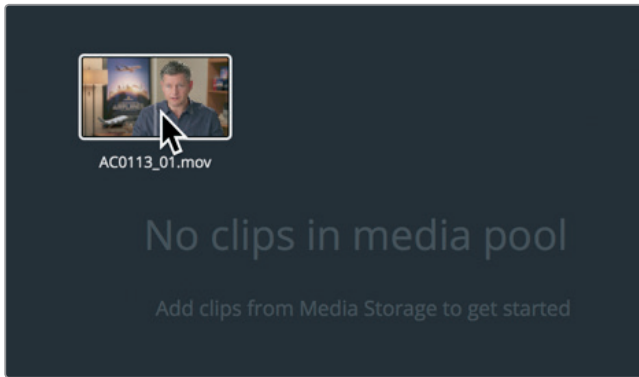 AC0113_01.mov
No clips in media pool
Add clips from Media Storage to get started